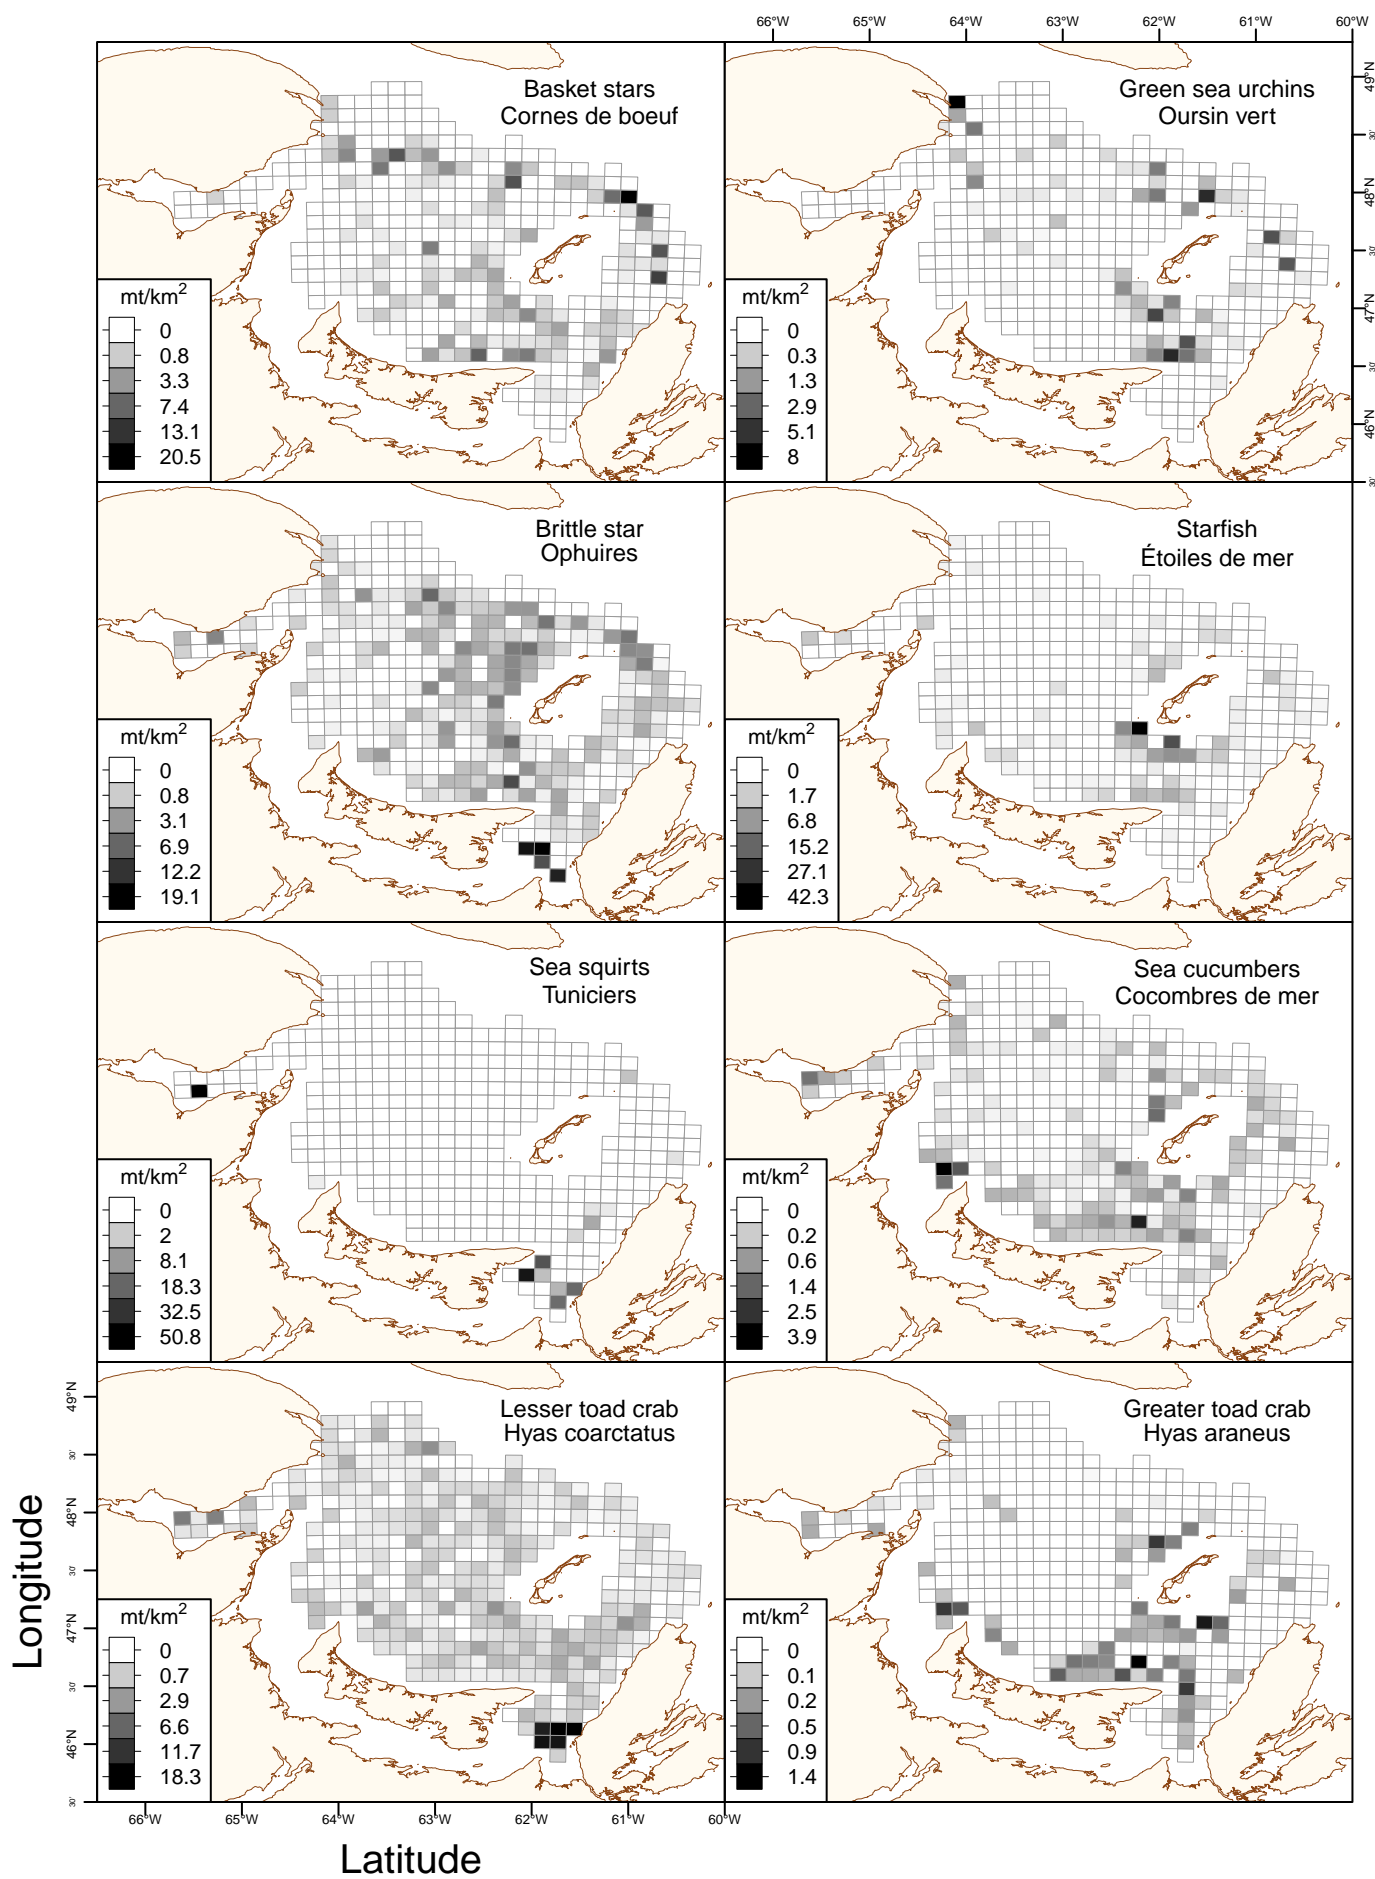 66°W 65°W 64°W 63°W 62°W 61°W 60°W
Basket stars
Cornes de boeuf
mt/km2
0
0.8
3.3
7.4
13.1
20.5
Green sea urchins
Oursin vert
mt/km2
0
0.3
1.3
2.9
5.1
8
49°N
30'
48°N
30'
47°N
30'
46°N
30'
Brittle star
Ophuires
mt/km2
0
0.8
3.1
6.9
12.2
19.1
Starfish
Étoiles de mer
mt/km2
0
1.7
6.8
15.2
27.1
42.3
Sea squirts
Tuniciers
mt/km2
0
2
8.1
18.3
32.5
50.8
Sea cucumbers
Cocombres de mer
mt/km2
0
0.2
0.6
1.4
2.5
3.9
Lesser toad crab
Hyas coarctatus
mt/km2
0
0.7
2.9
6.6
11.7
18.3
Greater toad crab
Hyas araneus
mt/km2
0
0.1
0.2
0.5
0.9
1.4
49°N
30'
48°N
30'
47°N
30'
46°N
30'
Longitude
66°W 65°W 64°W 63°W 62°W 61°W 60°W
Latitude